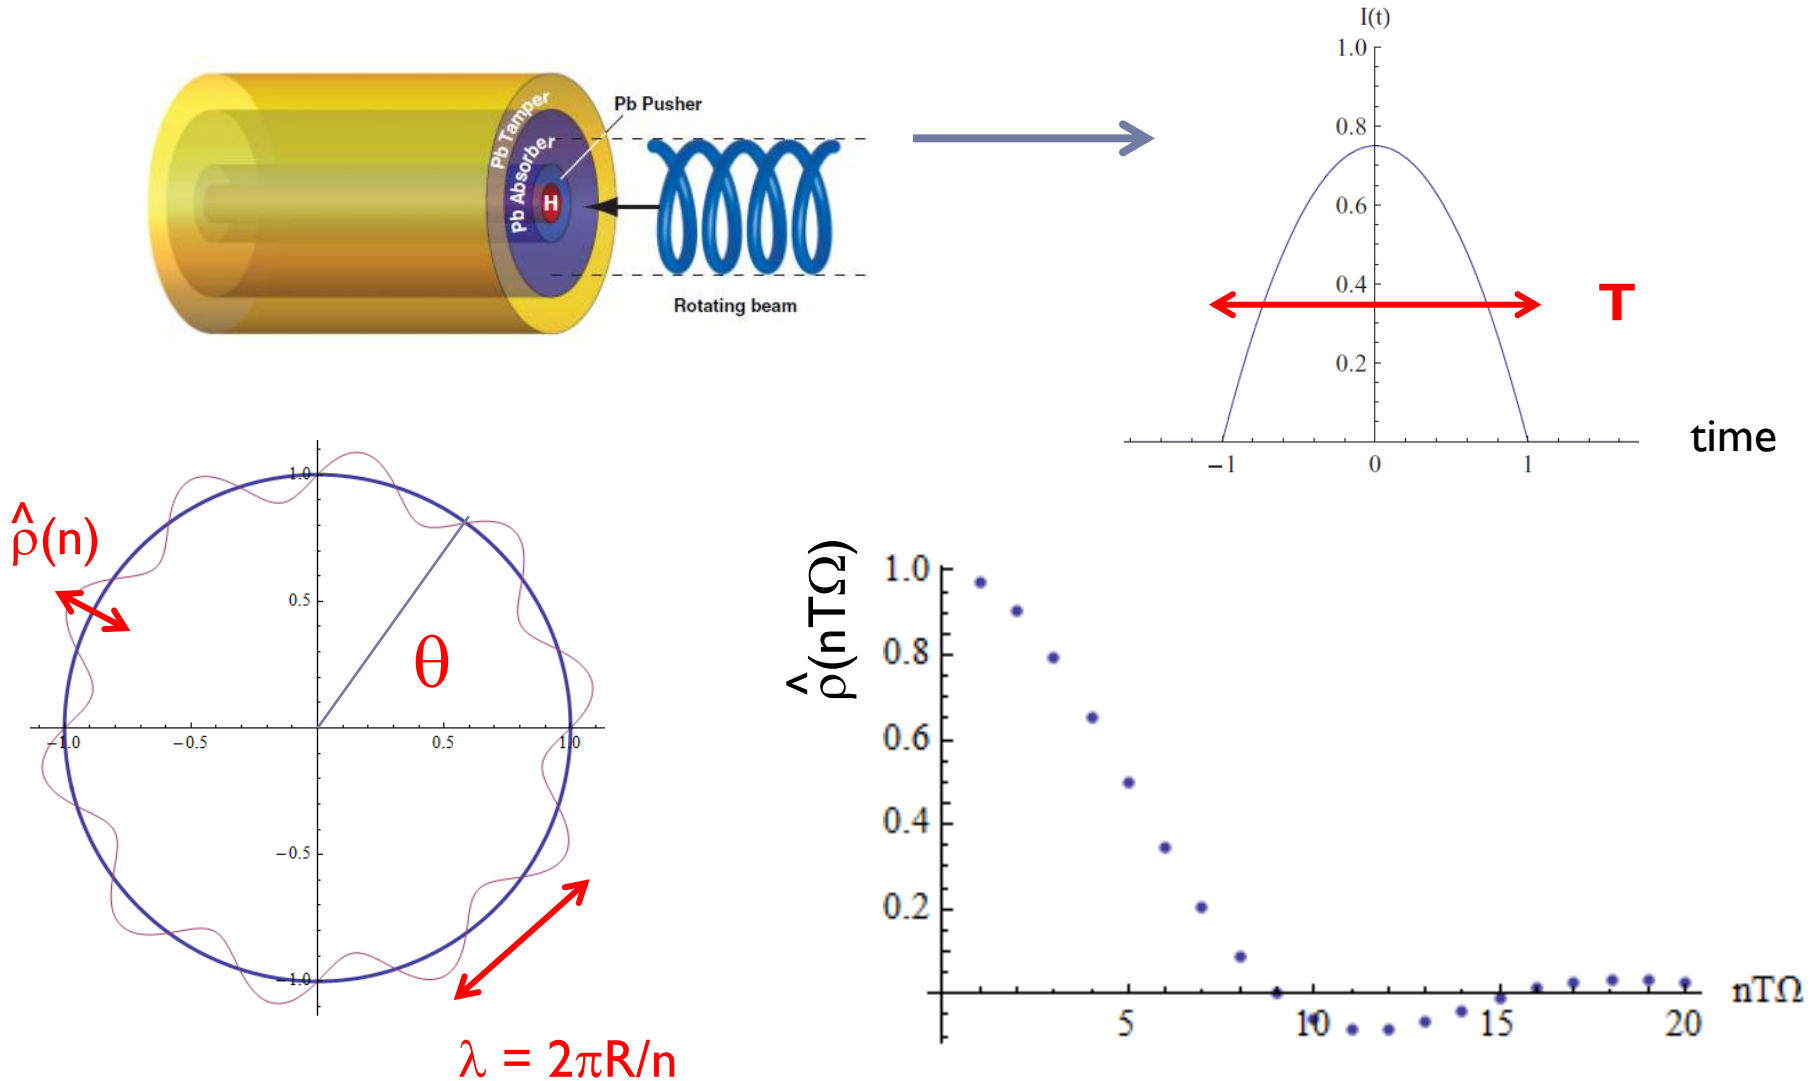 Pb Tamper
Pb Absorber
Pb Pusher
H
Rotating beam
I(t)
1.0
0.8
0.6
0.4
0.2
−1
0
1
T
time
ρ̂(n)
θ
1.0
0.5
−1.0
−0.5
0.5
1.0
−0.5
−1.0
λ = 2πR/n
ρ̂(nTΩ)
1.0
0.8
0.6
0.4
0.2
5
10
15
20
nTΩ